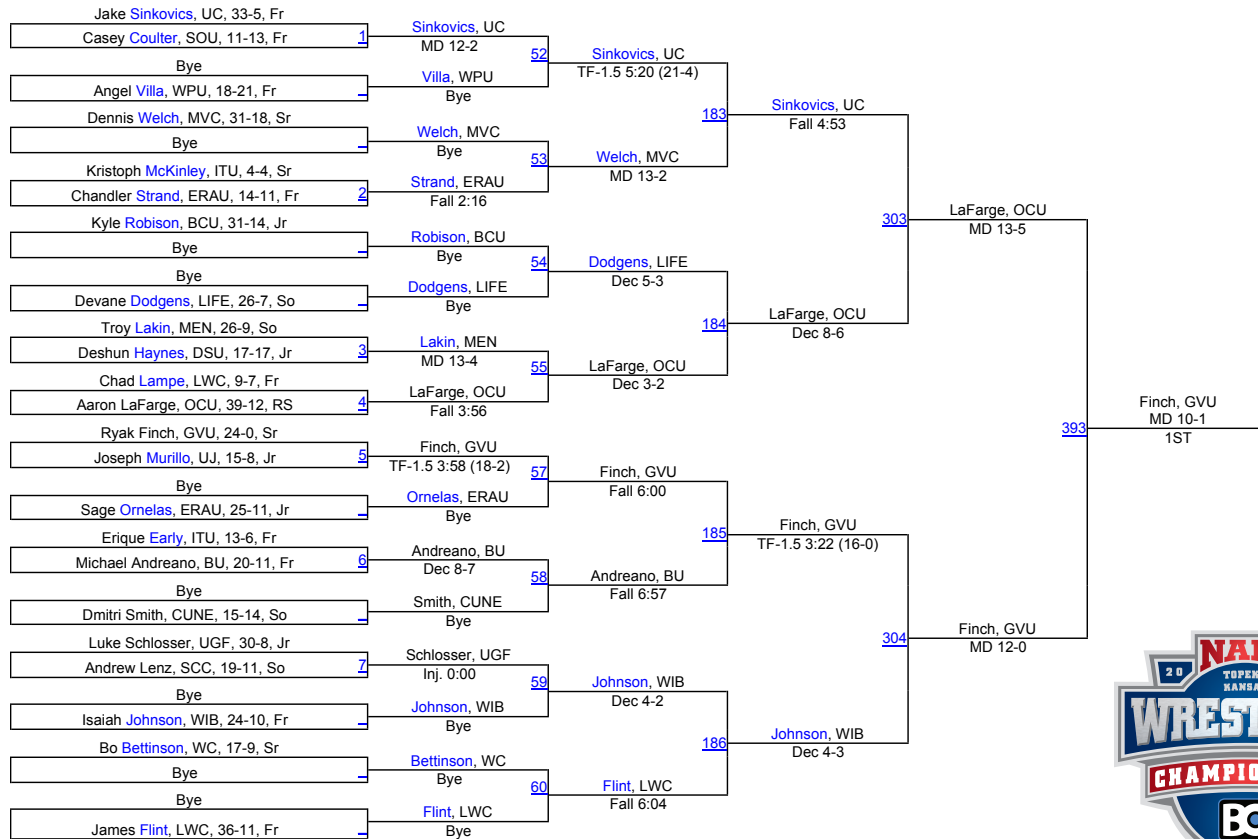 Jake Sinkovics, UC, 33-5, Fr
Casey Coulter, SOU, 11-13, Fr
1
Bye
Angel Villa, WPU, 18-21, Fr
Dennis Welch, MVC, 31-18, Sr
Bye
Kristoph McKinley, ITU, 4-4, Sr
Chandler Strand, ERAU, 14-11, Fr
2
Kyle Robison, BCU, 31-14, Jr
Bye
Bye
Devane Dodgens, LIFE, 26-7, So
Troy Lakin, MEN, 26-9, So
Deshun Haynes, DSU, 17-17, Jr
3
Chad Lampe, LWC, 9-7, Fr
Aaron LaFarge, OCU, 39-12, RS
4
Ryak Finch, GVU, 24-0, Sr
Joseph Murillo, UJ, 15-8, Jr
5
Bye
Sage Ornelas, ERAU, 25-11, Jr
Erique Early, ITU, 13-6, Fr
Michael Andreano, BU, 20-11, Fr
6
Bye
Dmitri Smith, CUNE, 15-14, So
Luke Schlosser, UGF, 30-8, Jr
Andrew Lenz, SCC, 19-11, So
7
Bye
Isaiah Johnson, WIB, 24-10, Fr
Bo Bettinson, WC, 17-9, Sr
Bye
Bye
James Flint, LWC, 36-11, Fr
Sinkovics, UC
MD 12-2
52
Villa, WPU
Bye
Welch, MVC
Bye
53
Strand, ERAU
Fall 2:16
Robison, BCU
Bye
54
Dodgens, LIFE
Bye
Lakin, MEN
MD 13-4
55
LaFarge, OCU
Fall 3:56
Finch, GVU
TF-1.5 3:58 (18-2)
57
Ornelas, ERAU
Bye
Andreano, BU
Dec 8-7
58
Smith, CUNE
Bye
Schlosser, UGF
Inj. 0:00
59
Johnson, WIB
Bye
Bettinson, WC
Bye
60
Flint, LWC
Bye
Sinkovics, UC
TF-1.5 5:20 (21-4)
183
Welch, MVC
MD 13-2
Dodgens, LIFE
Dec 5-3
184
LaFarge, OCU
Dec 3-2
Finch, GVU
Fall 6:00
185
Andreano, BU
Fall 6:57
Johnson, WIB
Dec 4-2
186
Flint, LWC
Fall 6:04
Sinkovics, UC
Fall 4:53
303
LaFarge, OCU
Dec 8-6
Finch, GVU
TF-1.5 3:22 (16-0)
304
Johnson, WIB
Dec 4-3
LaFarge, OCU
MD 13-5
393
Finch, GVU
MD 12-0
Finch, GVU
MD 10-1
1ST
20